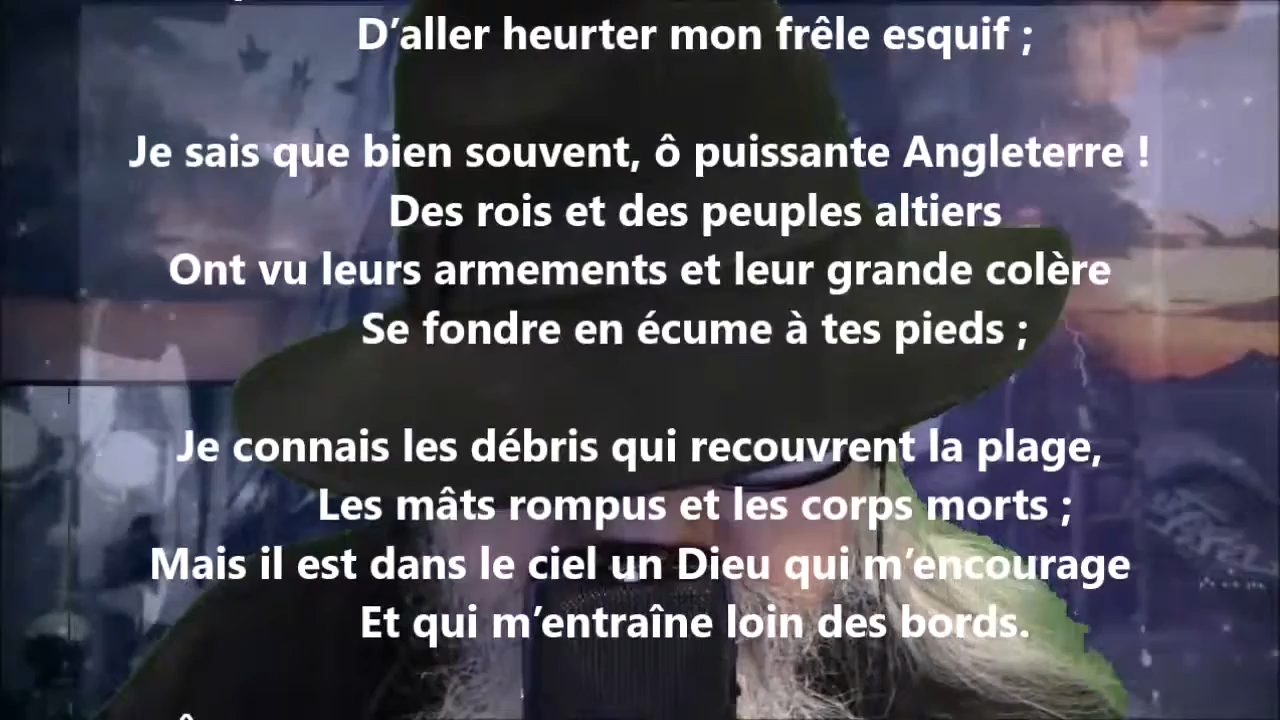 D’aller heurter mon frêle esquif ;
Je sais que bien souvent, ô puissante Angleterre !
Des rois et des peuples altiers
Ont vu leurs armements et leur grande colère
Se fondre en écume à tes pieds ;
Je connais les débris qui recouvrent la plage,
Les mâts rompus et les corps morts ;
Mais il est dans le ciel un Dieu qui m’encourage
Et qui m’entraîne loin des bords.